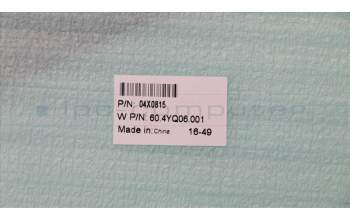 P/N: 04X0815
W P/N: 60.4YQ06.001
Made in: China 16-49